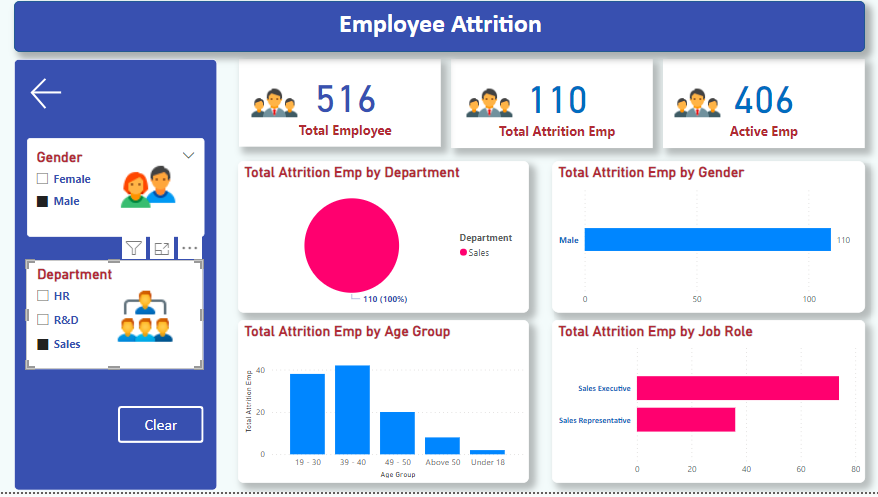 Employee Attrition
Gender
Female
Male
Department
HR
R&D
Sales
Clear
516
Total Employee
110
Total Attrition Emp
406
Active Emp
Total Attrition Emp by Department
Department
Sales
110 (100%)
Total Attrition Emp by Gender
Male
110
0 50 100
Total Attrition Emp by Age Group
Total Attrition Emp
40
20
0
19 - 30 39 - 40 49 - 50 Above 50 Under 18
Age Group
Total Attrition Emp by Job Role
Sales Executive
Sales Representative
0 20 40 60 80